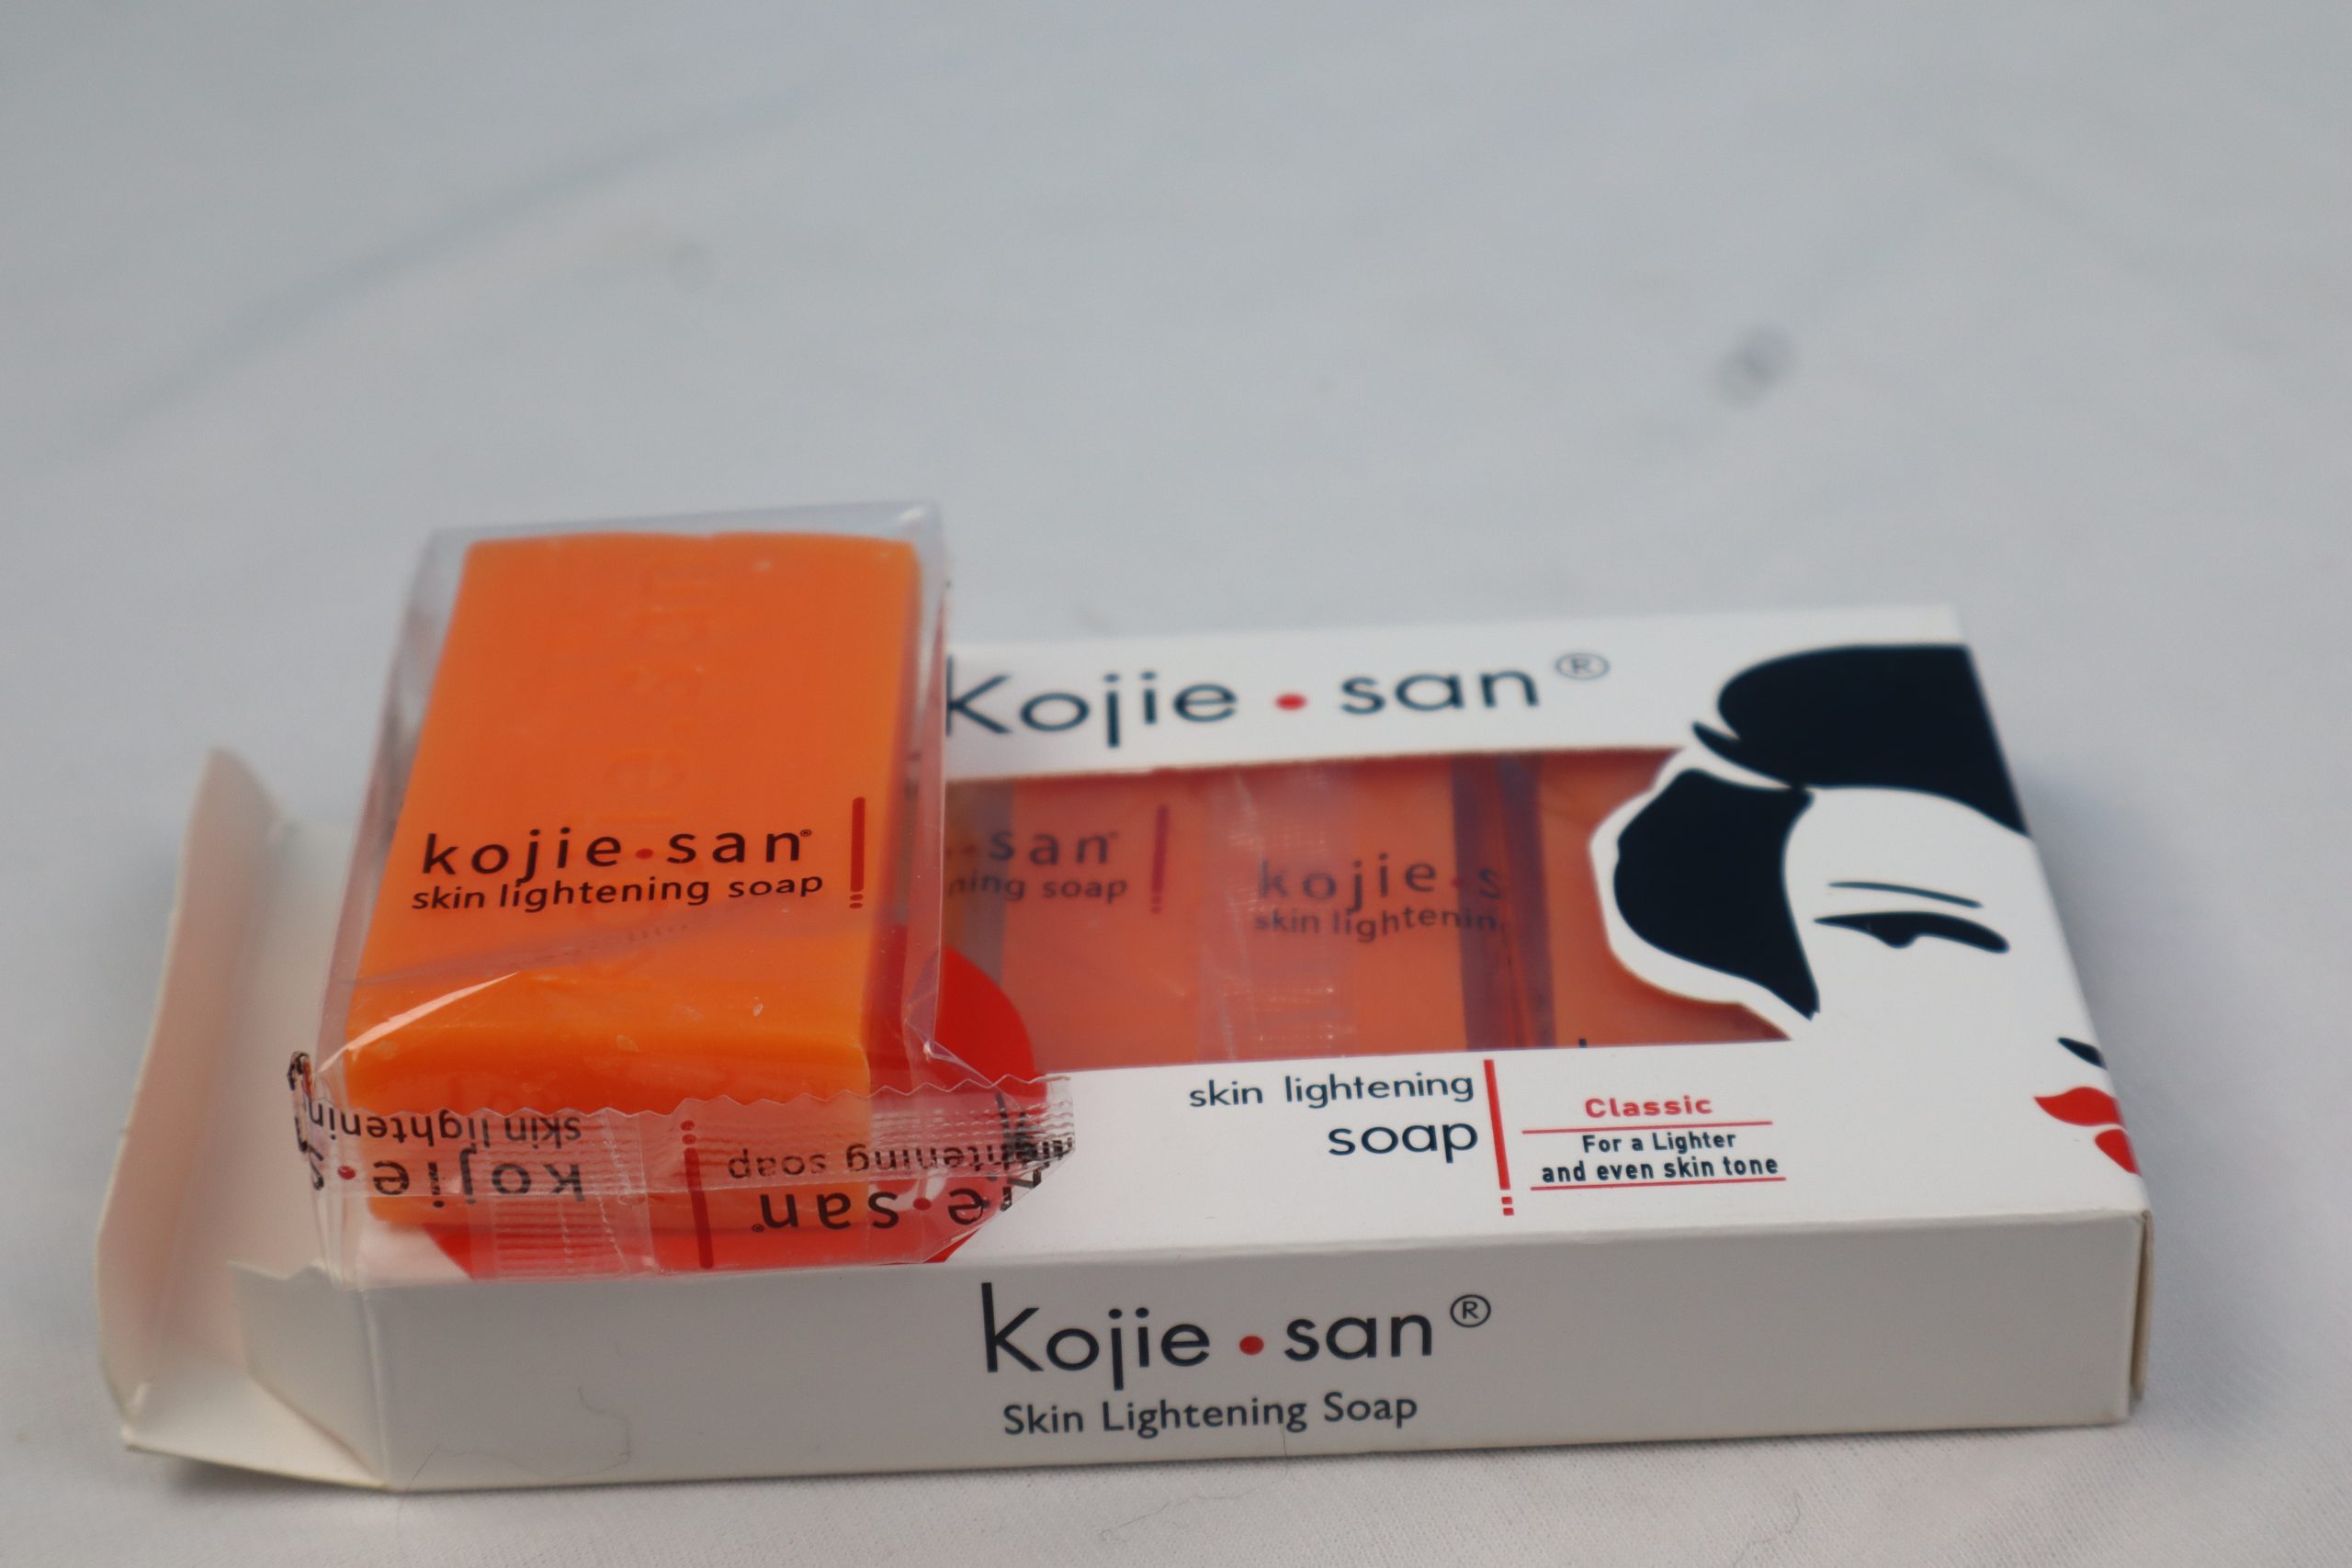 Kojie • san®
kojie•san®
skin lightening soap
•san
ning soap
kojie•s
skin lightenin
skin lightening
soap
Classic
For a Lighter
and even skin tone
skin lightenin
kojie•s
htening soap
e•san®
Kojie • san®
Skin Lightening Soap